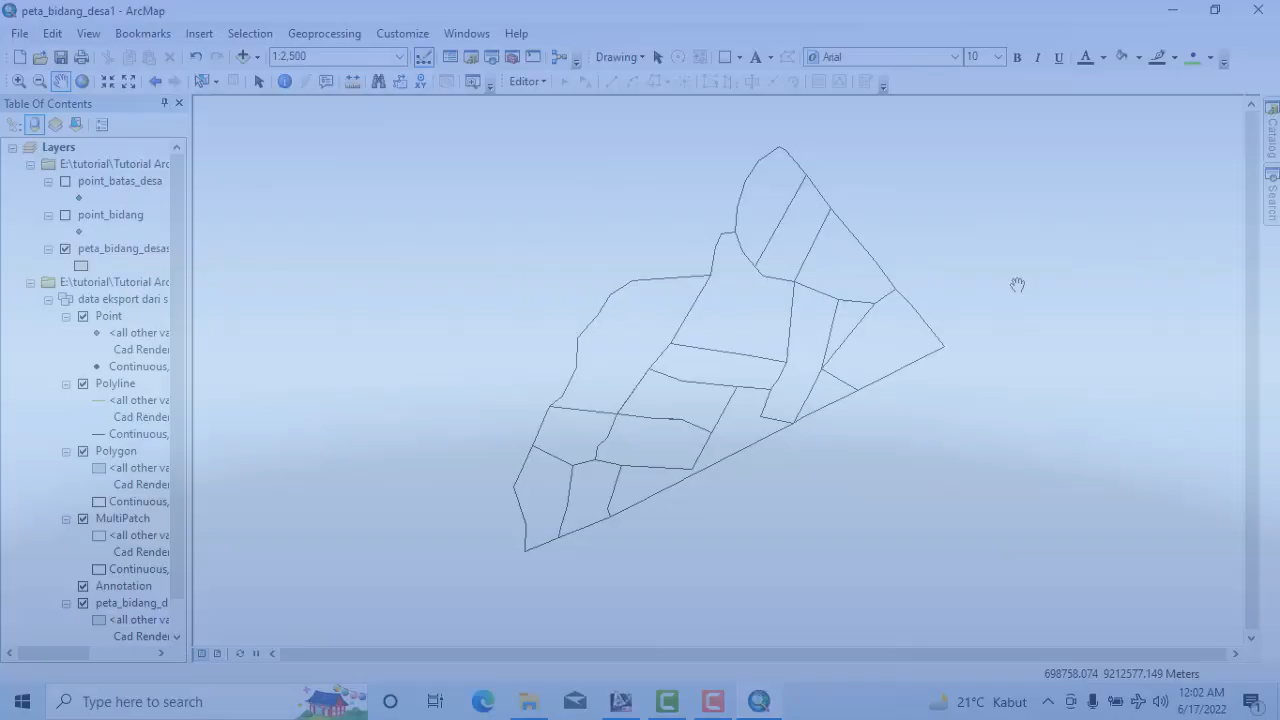 peta_bidang_desa1 - ArcMap
File Edit View Bookmarks Insert Selection Geoprocessing Customize Windows Help
1:2,500 Drawing Arial 10 B I U A
Editor
Table Of Contents
Layers
E:\tutorial\Tutorial Arc
point_batas_desa
point_bidang
peta_bidang_desa
E:\tutorial\Tutorial Arc
data eksport dari s
Point
<all other va
Cad Render
Continuous,
Polyline
<all other va
Cad Render
Continuous,
Polygon
<all other va
Cad Render
Continuous,
MultiPatch
<all other va
Cad Render
Continuous,
Annotation
peta_bidang_d
<all other va
Cad Render
Catalog
Search
698758.074 9212577.149 Meters
Type here to search
21°C Kabut
12:02 AM
6/17/2022
1